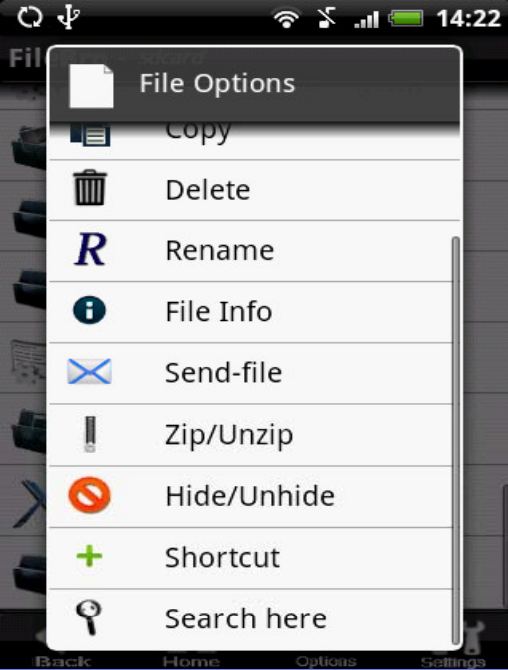 14:22
File Options
Copy
Delete
R Rename
File Info
Send-file
Zip/Unzip
Hide/Unhide
Shortcut
Search here
Back Home Options Settings